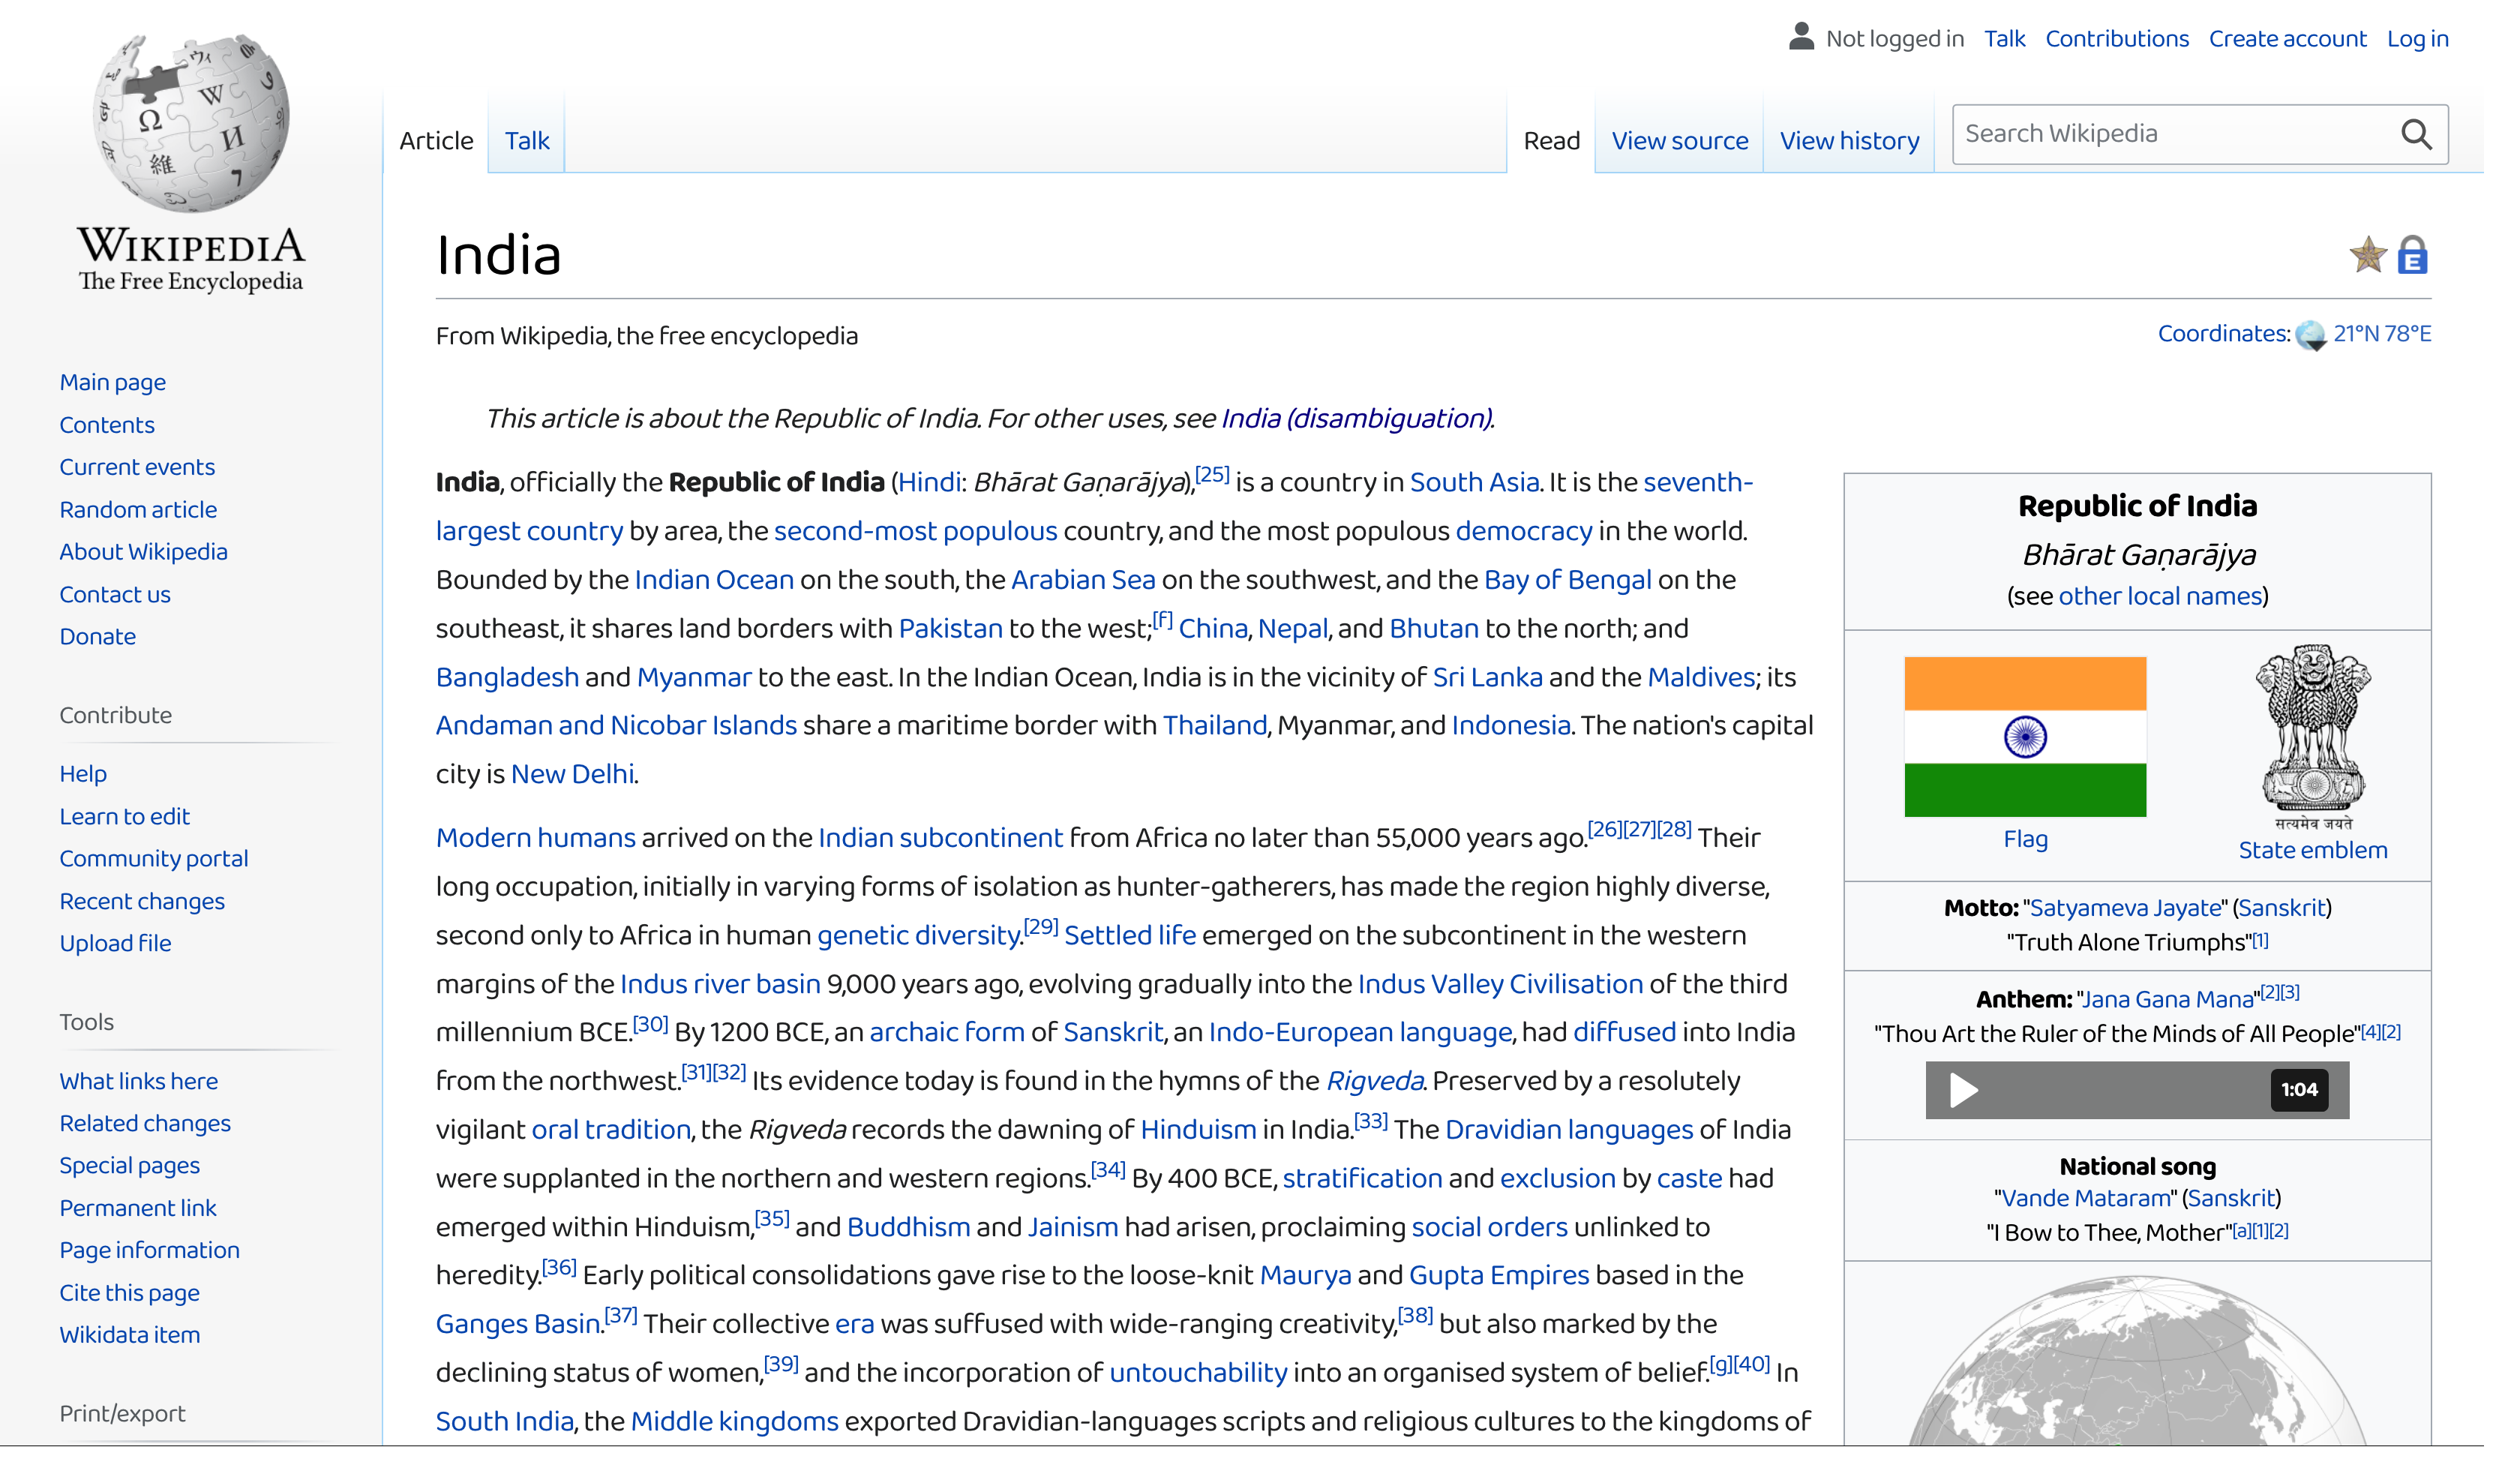 Not logged in Talk Contributions Create account Log in
Article Talk Read View source View history Search Wikipedia
WIKIPEDIA
The Free Encyclopedia
Main page
Contents
Current events
Random article
About Wikipedia
Contact us
Donate
Contribute
Help
Learn to edit
Community portal
Recent changes
Upload file
Tools
What links here
Related changes
Special pages
Permanent link
Page information
Cite this page
Wikidata item
Print/export
India
From Wikipedia, the free encyclopedia
Coordinates: 21°N 78°E
This article is about the Republic of India. For other uses, see India (disambiguation).
India, officially the Republic of India (Hindi: Bhārat Gaṇarājya),[25] is a country in South Asia. It is the seventh-
largest country by area, the second-most populous country, and the most populous democracy in the world.
Bounded by the Indian Ocean on the south, the Arabian Sea on the southwest, and the Bay of Bengal on the
southeast, it shares land borders with Pakistan to the west;[f] China, Nepal, and Bhutan to the north; and
Bangladesh and Myanmar to the east. In the Indian Ocean, India is in the vicinity of Sri Lanka and the Maldives; its
Andaman and Nicobar Islands share a maritime border with Thailand, Myanmar, and Indonesia. The nation's capital
city is New Delhi.
Modern humans arrived on the Indian subcontinent from Africa no later than 55,000 years ago.[26][27][28] Their
long occupation, initially in varying forms of isolation as hunter-gatherers, has made the region highly diverse,
second only to Africa in human genetic diversity.[29] Settled life emerged on the subcontinent in the western
margins of the Indus river basin 9,000 years ago, evolving gradually into the Indus Valley Civilisation of the third
millennium BCE.[30] By 1200 BCE, an archaic form of Sanskrit, an Indo-European language, had diffused into India
from the northwest.[31][32] Its evidence today is found in the hymns of the Rigveda. Preserved by a resolutely
vigilant oral tradition, the Rigveda records the dawning of Hinduism in India.[33] The Dravidian languages of India
were supplanted in the northern and western regions.[34] By 400 BCE, stratification and exclusion by caste had
emerged within Hinduism,[35] and Buddhism and Jainism had arisen, proclaiming social orders unlinked to
heredity.[36] Early political consolidations gave rise to the loose-knit Maurya and Gupta Empires based in the
Ganges Basin.[37] Their collective era was suffused with wide-ranging creativity,[38] but also marked by the
declining status of women,[39] and the incorporation of untouchability into an organised system of belief.[g][40] In
South India, the Middle kingdoms exported Dravidian-languages scripts and religious cultures to the kingdoms of
Republic of India
Bhārat Gaṇarājya
(see other local names)
सत्यमेव जयते
Flag
State emblem
Motto: "Satyameva Jayate" (Sanskrit)
"Truth Alone Triumphs"[1]
Anthem: "Jana Gana Mana"[2][3]
"Thou Art the Ruler of the Minds of All People"[4][2]
1:04
National song
"Vande Mataram" (Sanskrit)
"I Bow to Thee, Mother"[a][1][2]